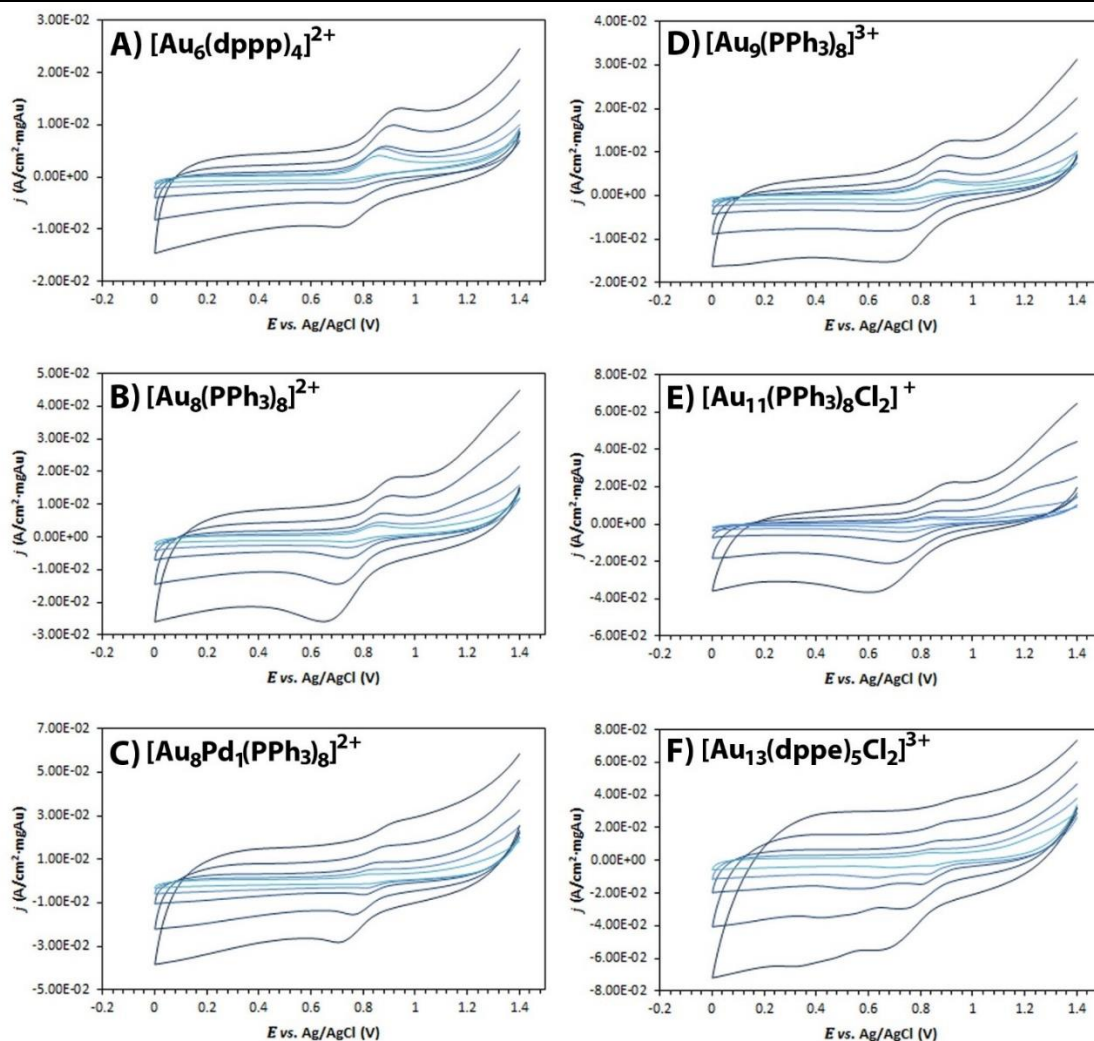 A) [Au6(dppp)4]2+
j (A/cm2·mgAu)
3.00E-02
2.00E-02
1.00E-02
0.00E+00
-1.00E-02
-2.00E-02
-0.2 0 0.2 0.4 0.6 0.8 1 1.2 1.4
E vs. Ag/AgCl (V)
D) [Au9(PPh3)8]3+
j (A/cm2·mgAu)
4.00E-02
3.00E-02
2.00E-02
1.00E-02
0.00E+00
-1.00E-02
-2.00E-02
-0.2 0 0.2 0.4 0.6 0.8 1 1.2 1.4
E vs. Ag/AgCl (V)
B) [Au8(PPh3)8]2+
j (A/cm2·mgAu)
5.00E-02
4.00E-02
3.00E-02
2.00E-02
1.00E-02
0.00E+00
-1.00E-02
-2.00E-02
-3.00E-02
-0.2 0 0.2 0.4 0.6 0.8 1 1.2 1.4
E vs. Ag/AgCl (V)
E) [Au11(PPh3)8Cl2]+
j (A/cm2·mgAu)
8.00E-02
6.00E-02
4.00E-02
2.00E-02
0.00E+00
-2.00E-02
-4.00E-02
-6.00E-02
-0.2 0 0.2 0.4 0.6 0.8 1 1.2 1.4
E vs. Ag/AgCl (V)
C) [Au8Pd1(PPh3)8]2+
j (A/cm2·mgAu)
7.00E-02
5.00E-02
3.00E-02
1.00E-02
-1.00E-02
-3.00E-02
-5.00E-02
-0.2 0 0.2 0.4 0.6 0.8 1 1.2 1.4
E vs. Ag/AgCl (V)
F) [Au13(dppe)5Cl2]3+
j (A/cm2·mgAu)
8.00E-02
6.00E-02
4.00E-02
2.00E-02
0.00E+00
-2.00E-02
-4.00E-02
-6.00E-02
-8.00E-02
-0.2 0 0.2 0.4 0.6 0.8 1 1.2 1.4
E vs. Ag/AgCl (V)